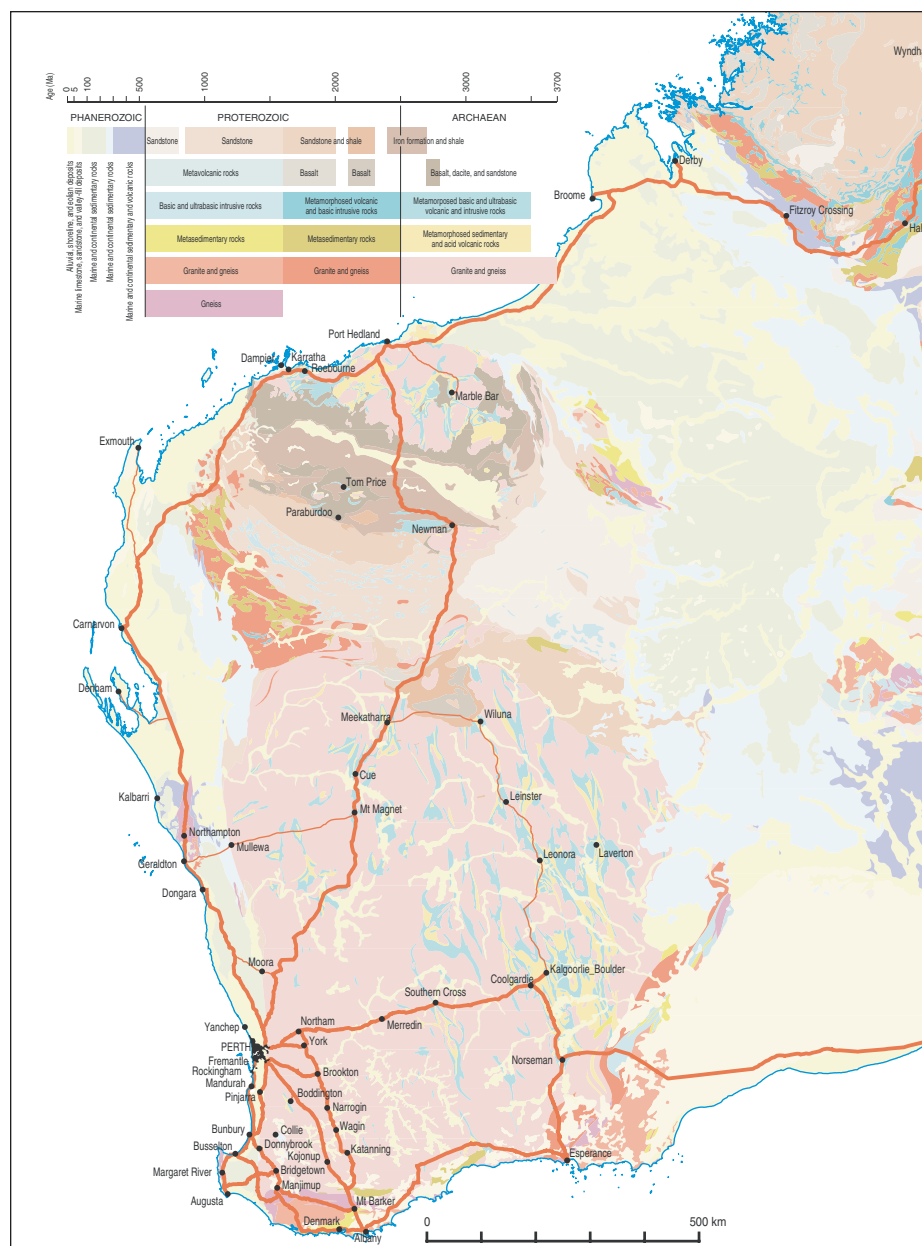 Age (Ma)
0
5
100
500
1000
2000
3000
3700
PHANEROZOIC
PROTEROZOIC
ARCHAEAN
Alluvial, shoreline, and eolian deposits
Marine limestone, sandstone, and valley-fill deposits
Marine and continental sedimentary rocks
Marine and continental sedimentary rocks
Marine and continental sedimentary and volcanic rocks
Sandstone
Sandstone
Sandstone and shale
Iron formation and shale
Metavolcanic rocks
Basalt
Basalt
Basalt, dacite, and sandstone
Basic and ultrabasic intrusive rocks
Metamorphosed volcanic
and basic intrusive rocks
Metamorposed basic and ultrabasic
volcanic and intrusive rocks
Metasedimentary rocks
Metasedimentary rocks
Metamorphosed sedimentary
and acid volcanic rocks
Granite and gneiss
Granite and gneiss
Granite and gneiss
Gneiss
Wyndh
Derby
Broome
Fitzroy Crossing
Hal
Port Hedland
Dampier
Karratha
Roebourne
Marble Bar
Exmouth
Tom Price
Paraburdoo
Newman
Carnarvon
Denham
Meekatharra
Wiluna
Cue
Kalbarri
Leinster
Mt Magnet
Northampton
Mullewa
Geraldton
Leonora
Laverton
Dongara
Moora
Kalgoorlie_Boulder
Coolgardie
Southern Cross
Merredin
Yanchep
Northam
PERTH
York
Fremantle
Rockingham
Brookton
Norseman
Mandurah
Pinjarra
Boddington
Narrogin
Bunbury
Collie
Wagin
Busselton
Donnybrook
Kojonup
Katanning
Margaret River
Bridgetown
Esperance
Manjimup
Augusta
Mt Barker
Denmark
Albany
0
500 km